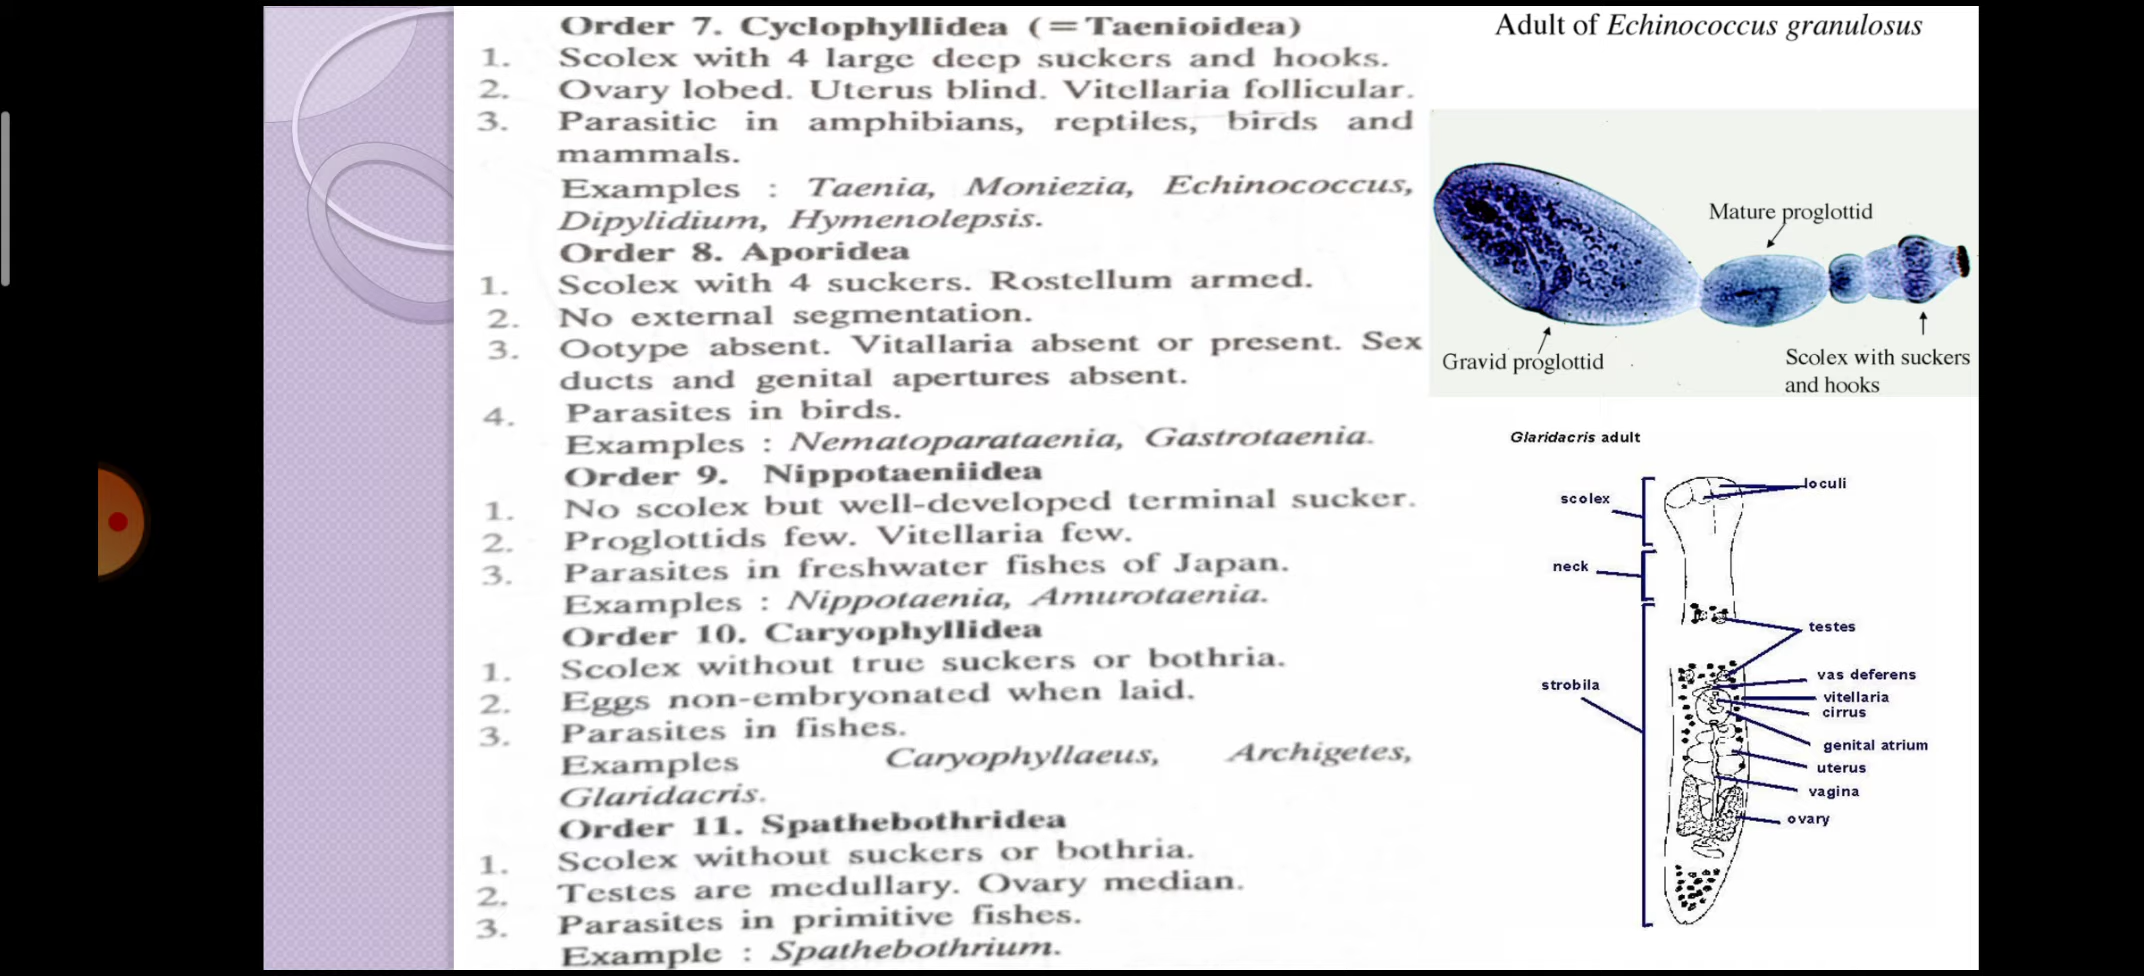 Order 7. Cyclophyllidea (=Taenioidea)
1. Scolex with 4 large deep suckers and hooks.
2. Ovary lobed. Uterus blind. Vitellaria follicular.
3. Parasitic in amphibians, reptiles, birds and
mammals.
Examples : Taenia, Moniezia, Echinococcus,
Dipylidium, Hymenolepsis.
Order 8. Aporidea
1. Scolex with 4 suckers. Rostellum armed.
2. No external segmentation.
3. Ootype absent. Vitallaria absent or present. Sex
ducts and genital apertures absent.
4. Parasites in birds.
Examples : Nematoparataenia, Gastrotaenia.
Order 9. Nippotaeniidea
1. No scolex but well-developed terminal sucker.
2. Proglottids few. Vitellaria few.
3. Parasites in freshwater fishes of Japan.
Examples : Nippotaenia, Amurotaenia.
Order 10. Caryophyllidea
1. Scolex without true suckers or bothria.
2. Eggs non-embryonated when laid.
3. Parasites in fishes.
Examples Caryophyllaeus, Archigetes,
Glaridacris.
Order 11. Spathebothridea
1. Scolex without suckers or bothria.
2. Testes are medullary. Ovary median.
3. Parasites in primitive fishes.
Example : Spathebothrium.
Adult of Echinococcus granulosus
Mature proglottid
Gravid proglottid
Scolex with suckers
and hooks
Glaridacris adult
loculi
scolex
neck
testes
vas deferens
strobila
vitellaria
cirrus
genital atrium
uterus
vagina
ovary